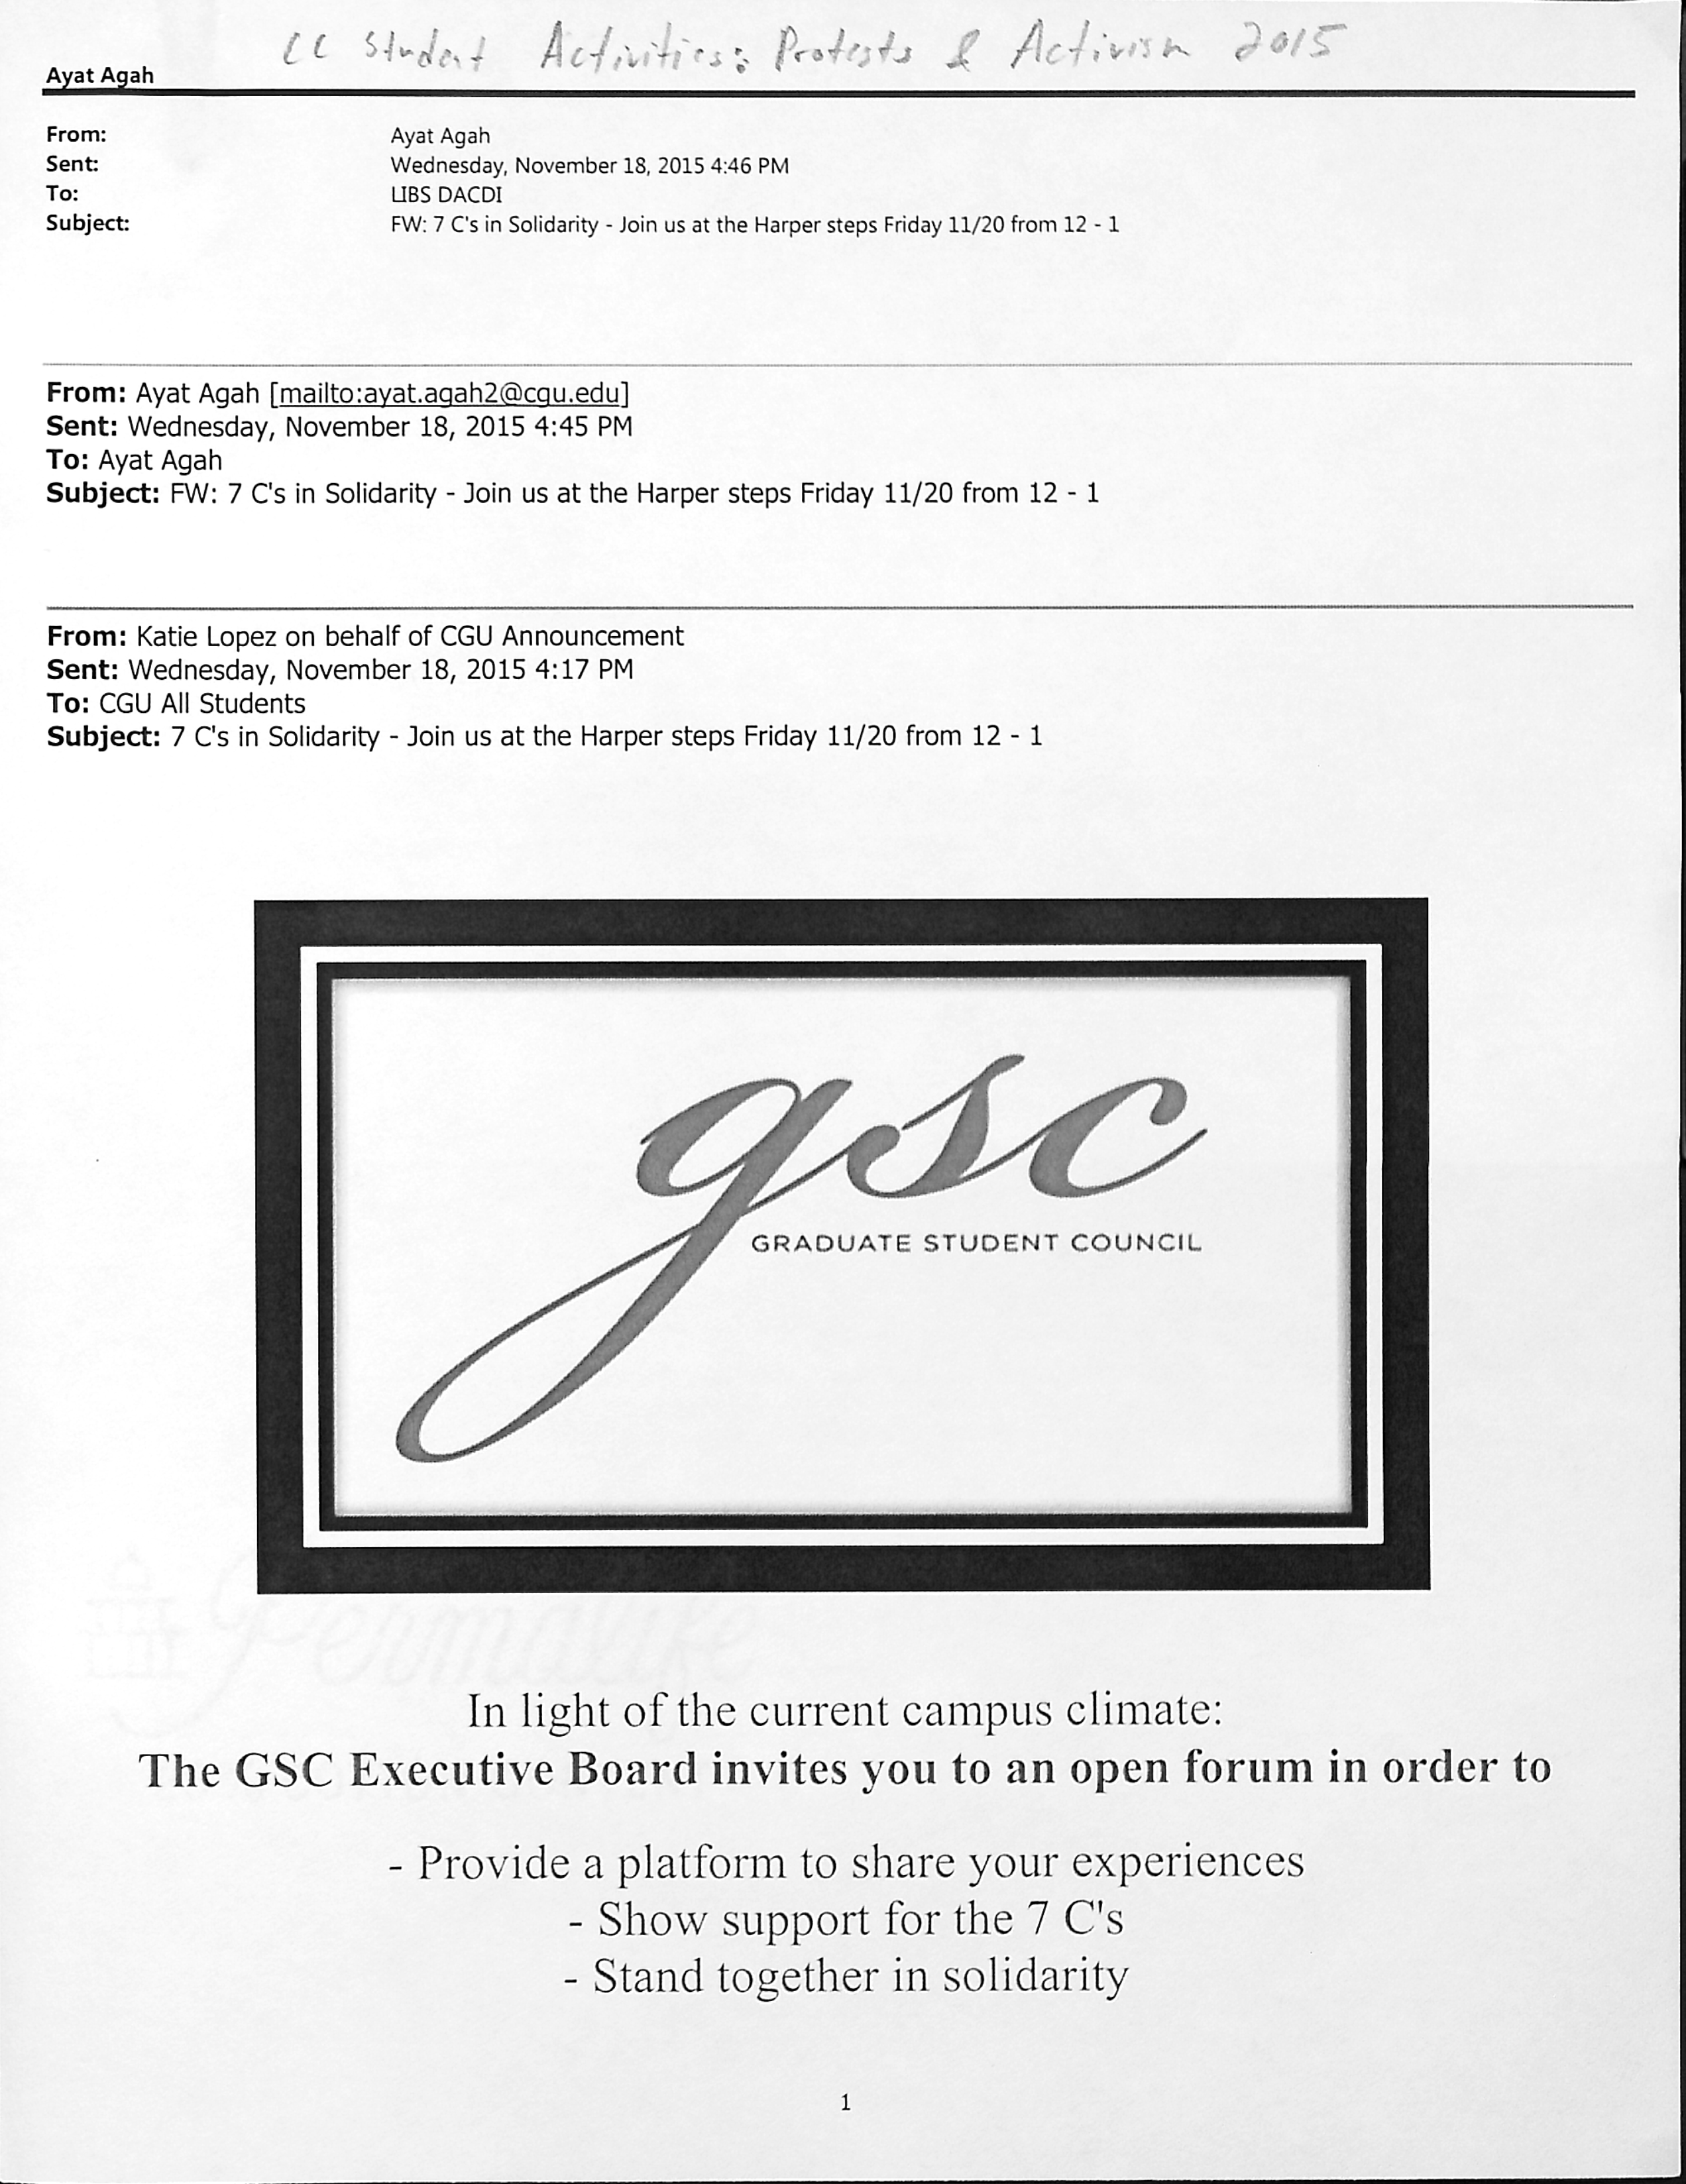 CC Student Activities: Protests & Activism 2015
Ayat Agah
From: Ayat Agah
Sent: Wednesday, November 18, 2015 4:46 PM
To: LIBS DACDI
Subject: FW: 7 C's in Solidarity - Join us at the Harper steps Friday 11/20 from 12 - 1
From: Ayat Agah [mailto:ayat.agah2@cgu.edu]
Sent: Wednesday, November 18, 2015 4:45 PM
To: Ayat Agah
Subject: FW: 7 C's in Solidarity - Join us at the Harper steps Friday 11/20 from 12 - 1
From: Katie Lopez on behalf of CGU Announcement
Sent: Wednesday, November 18, 2015 4:17 PM
To: CGU All Students
Subject: 7 C's in Solidarity - Join us at the Harper steps Friday 11/20 from 12 - 1
gsc
GRADUATE STUDENT COUNCIL
Permalife
In light of the current campus climate:
The GSC Executive Board invites you to an open forum in order to
- Provide a platform to share your experiences
- Show support for the 7 C's
- Stand together in solidarity
1